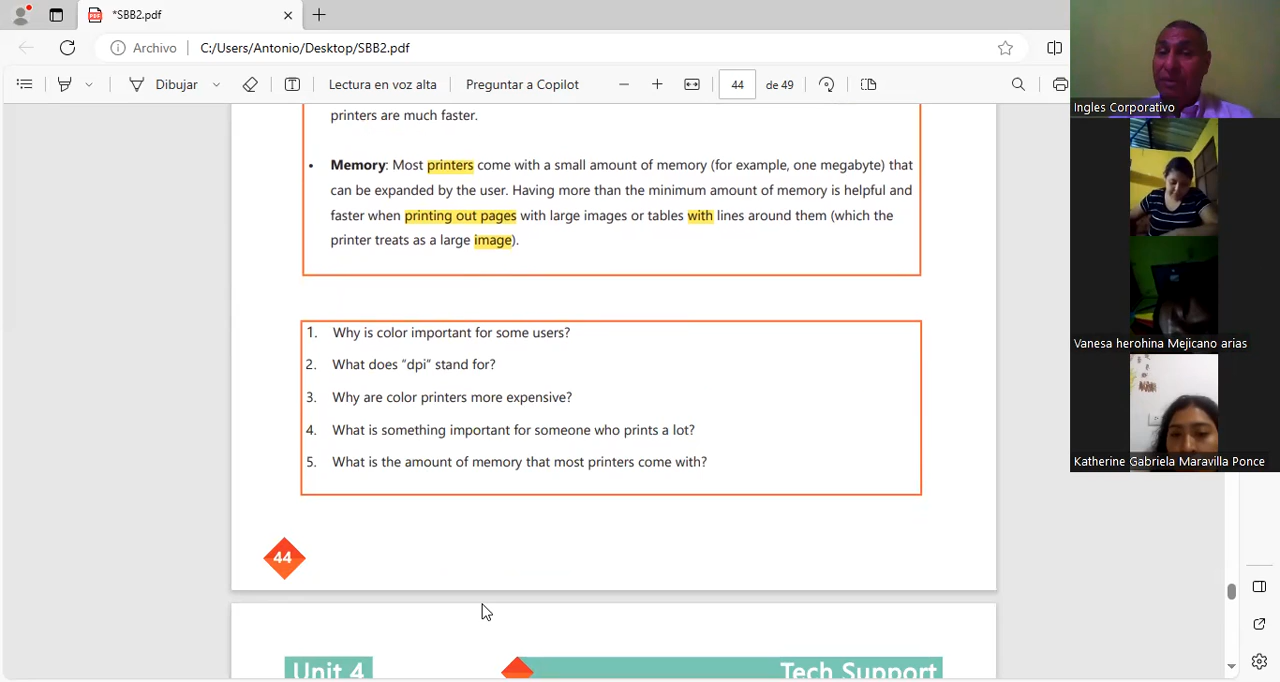 *SBB2.pdf
Archivo
C:/Users/Antonio/Desktop/SBB2.pdf
Dibujar
Lectura en voz alta
Preguntar a Copilot
44
de 49
printers are much faster.
• Memory: Most printers come with a small amount of memory (for example, one megabyte) that
can be expanded by the user. Having more than the minimum amount of memory is helpful and
faster when printing out pages with large images or tables with lines around them (which the
printer treats as a large image).
1. Why is color important for some users?
2. What does “dpi” stand for?
3. Why are color printers more expensive?
4. What is something important for someone who prints a lot?
5. What is the amount of memory that most printers come with?
44
Unit 4
Tech Support
Ingles Corporativo
Vanesa herohina Mejicano arias
Katherine Gabriela Maravilla Ponce